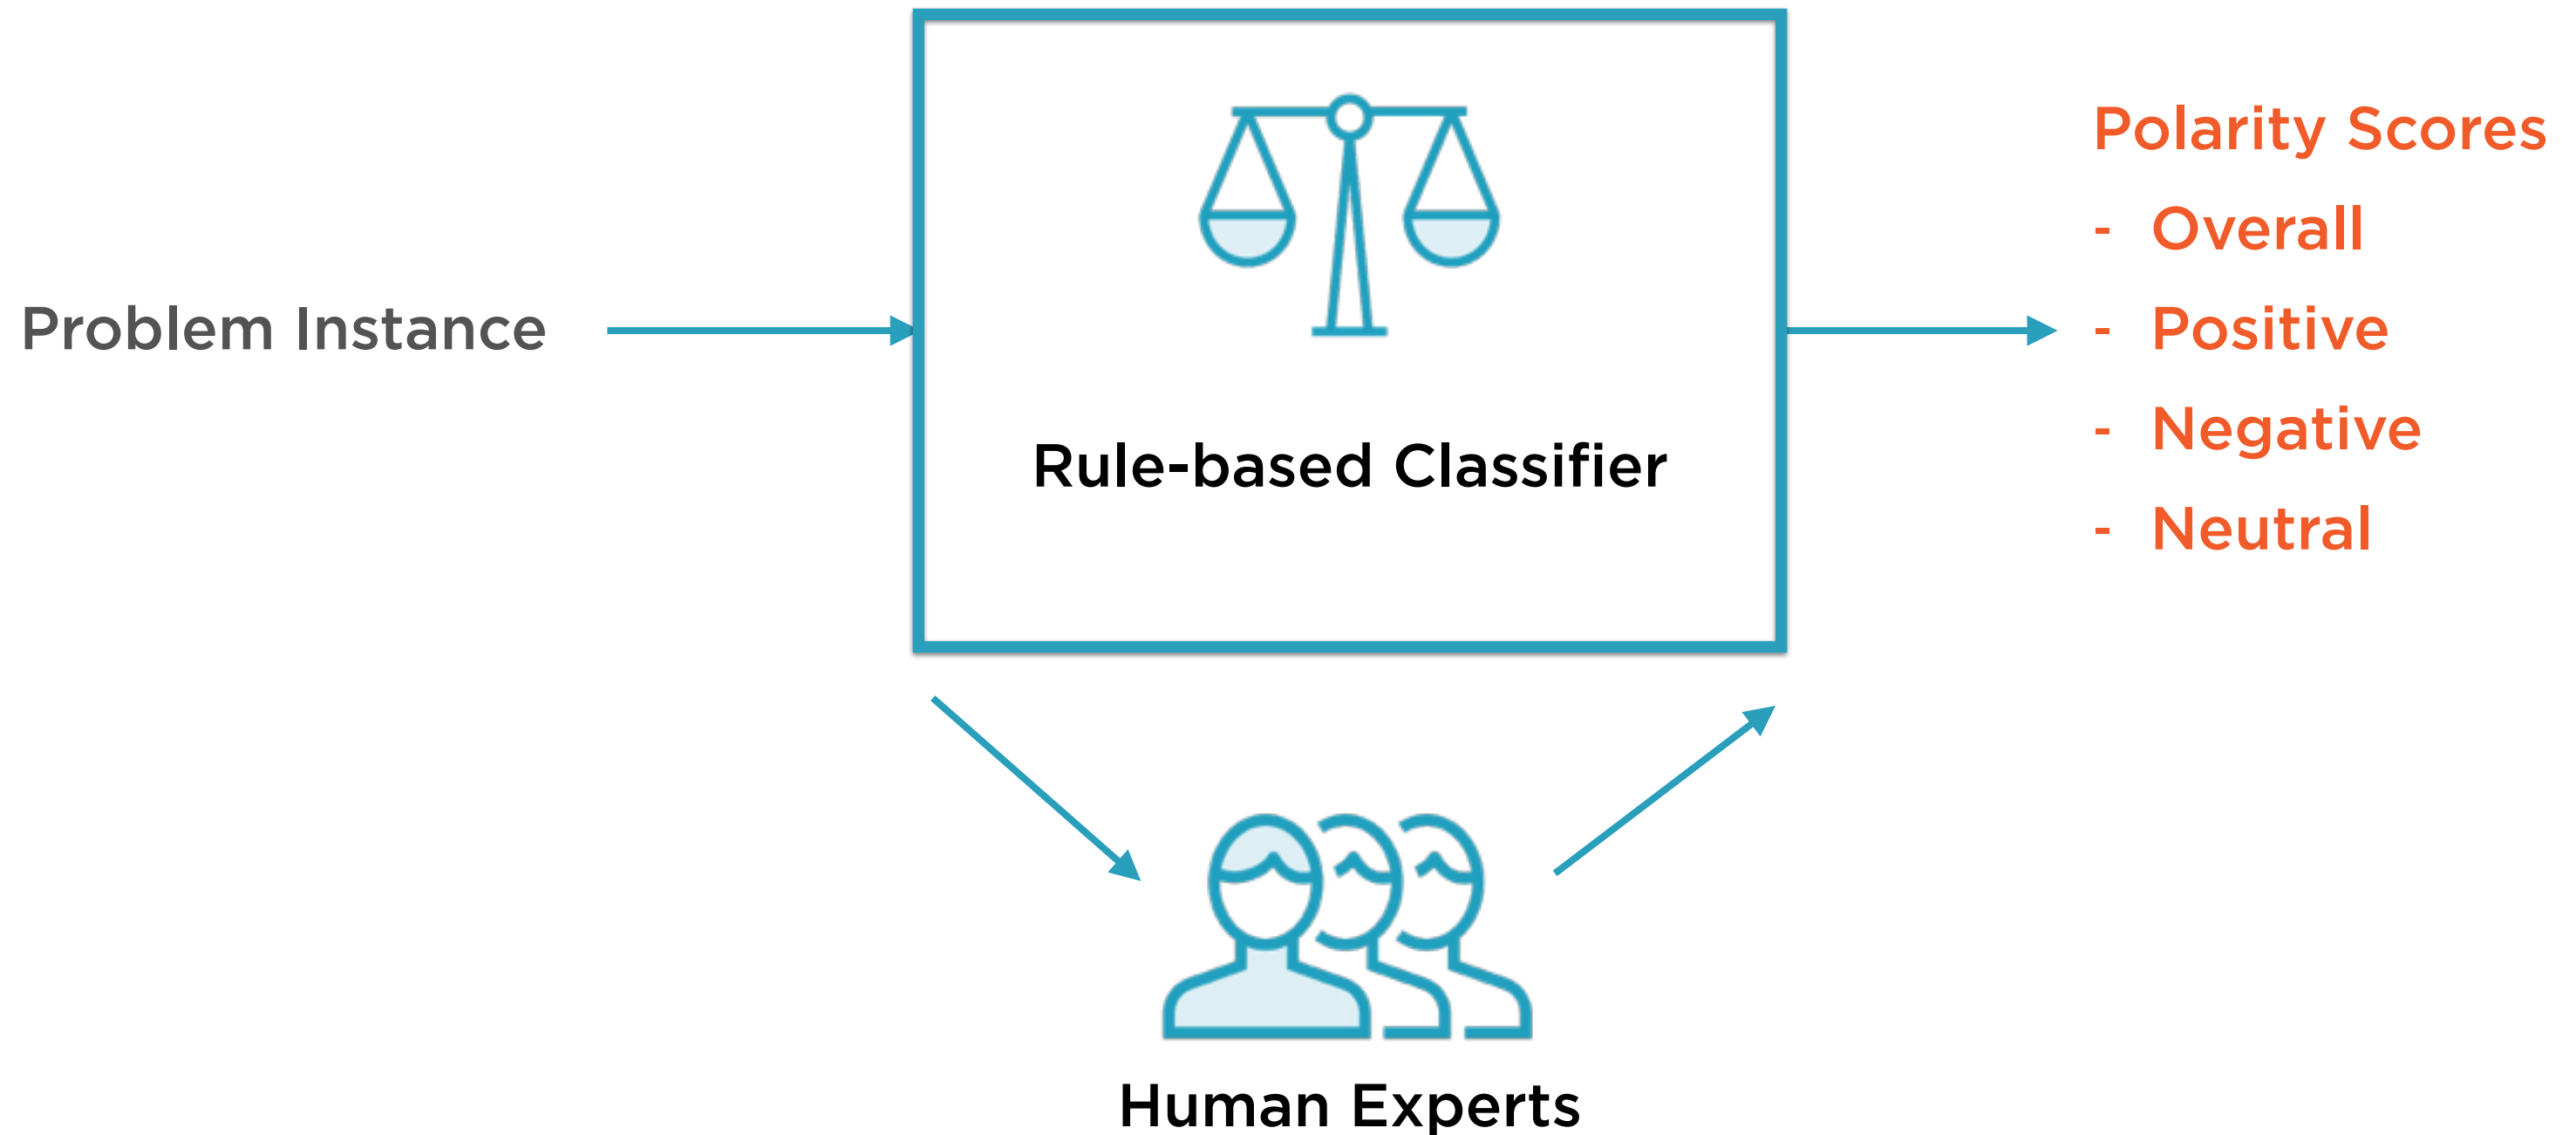 Problem Instance
Rule-based Classifier
Polarity Scores
- Overall
- Positive
- Negative
- Neutral
Human Experts